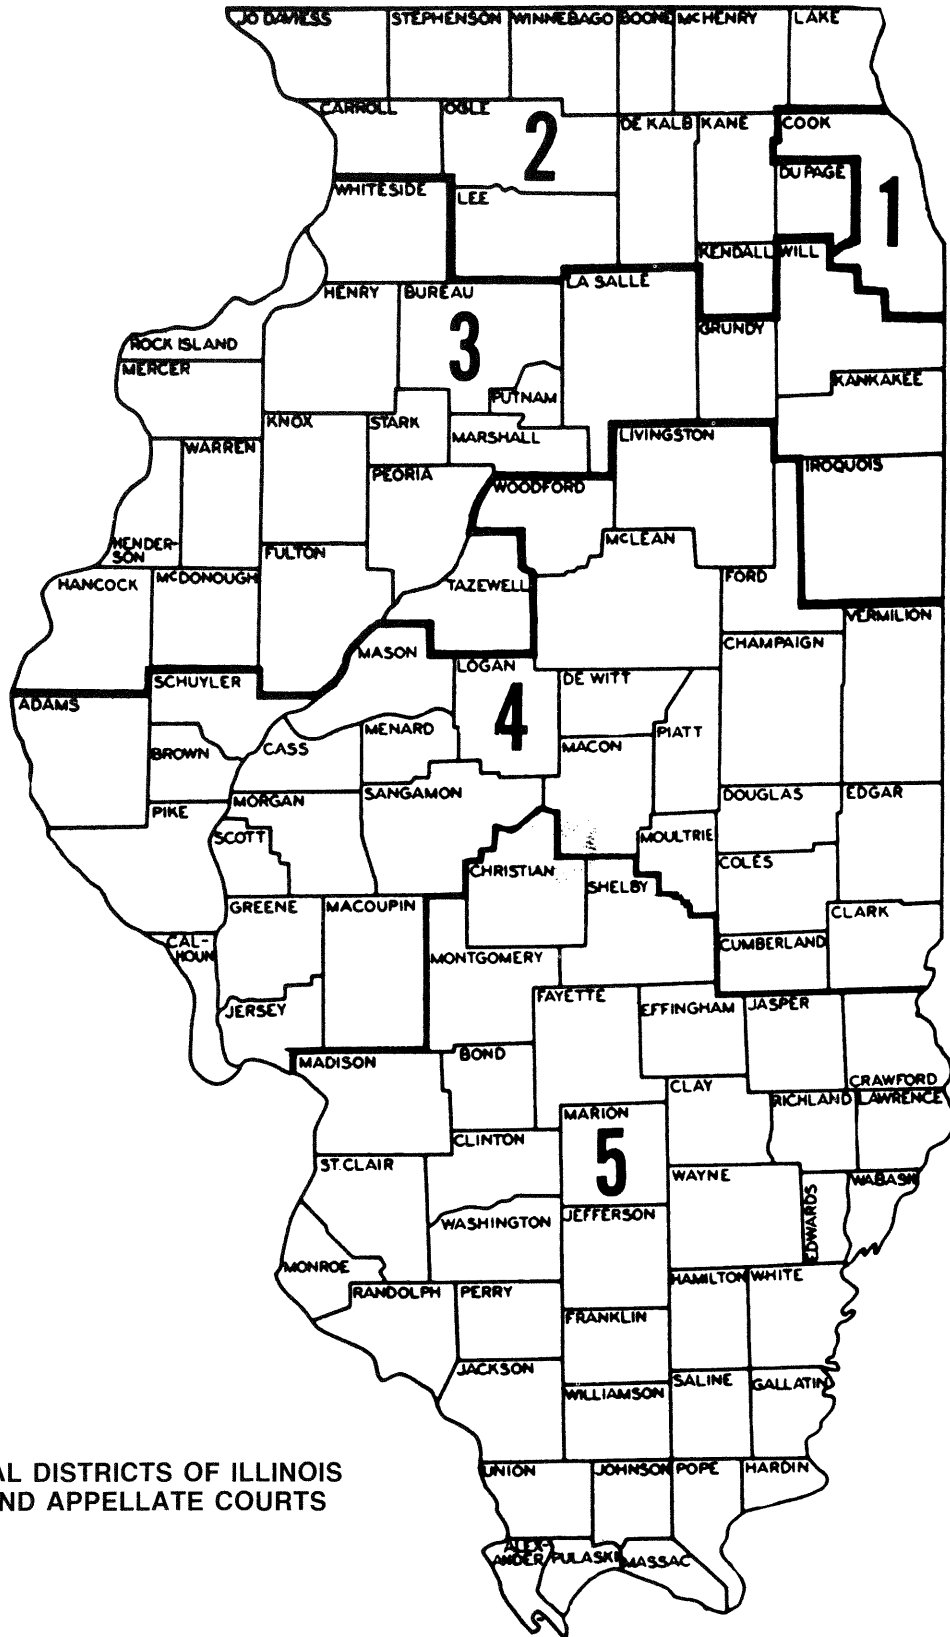 JO DAVIESS
STEPHENSON
WINNEBAGO
BOONE
McHENRY
LAKE
CARROLL
OGLE
2
DE KALB
KANE
COOK
DU PAGE
1
WHITESIDE
LEE
KENDALL
WILL
HENRY
BUREAU
LA SALLE
3
GRUNDY
ROCK ISLAND
MERCER
KANKAKEE
PUTNAM
KNOX
STARK
MARSHALL
LIVINGSTON
WARREN
PEORIA
WOODFORD
IROQUOIS
HENDER-
SON
FULTON
McLEAN
HANCOCK
McDONOUGH
TAZEWELL
FORD
VERMILION
MASON
LOGAN
CHAMPAIGN
SCHUYLER
DE WITT
ADAMS
4
MENARD
PIATT
BROWN
CASS
MACON
PIKE
MORGAN
SANGAMON
DOUGLAS
EDGAR
SCOTT
MOULTRIE
COLES
CHRISTIAN
SHELBY
GREENE
MACOUPIN
CLARK
CAL-
HOUN
MONTGOMERY
CUMBERLAND
JERSEY
FAYETTE
EFFINGHAM
JASPER
MADISON
BOND
CLAY
CRAWFORD
RICHLAND
LAWRENCE
MARION
CLINTON
5
ST. CLAIR
WAYNE
EDWARDS
WABASH
WASHINGTON
JEFFERSON
MONROE
RANDOLPH
PERRY
HAMILTON
WHITE
FRANKLIN
JACKSON
WILLIAMSON
SALINE
GALLATIN
UNION
JOHNSON
POPE
HARDIN
ALEX-
ANDER
PULASKI
MASSAC
AL DISTRICTS OF ILLINOIS
ND APPELLATE COURTS